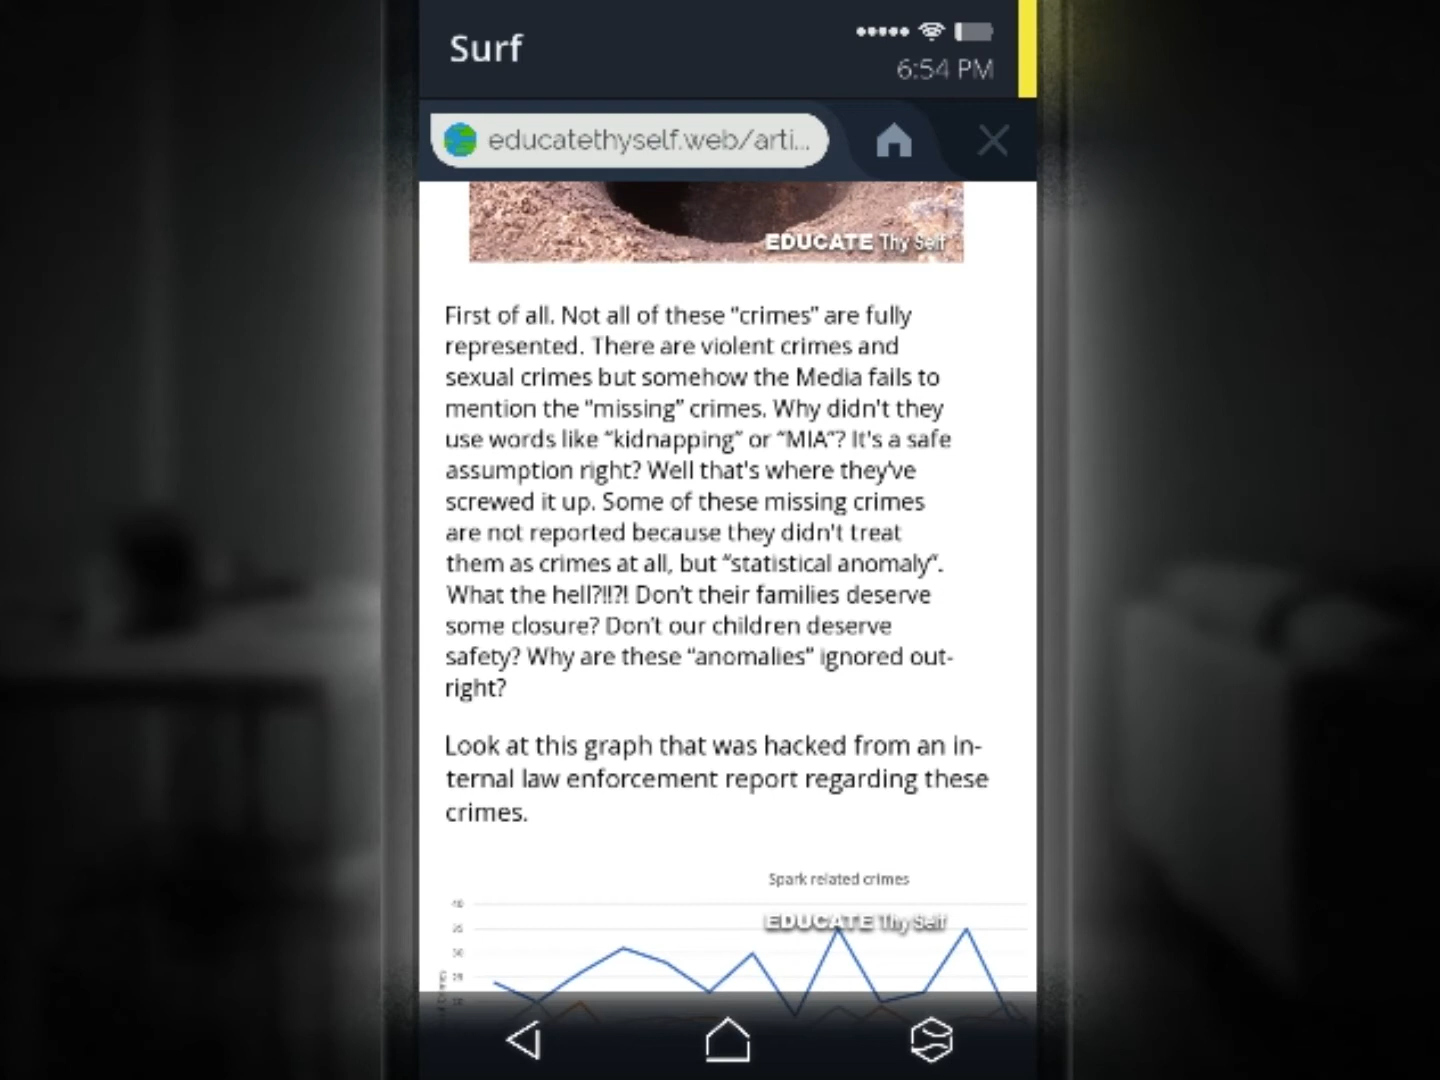 Surf
6:54 PM
educatethyself.web/arti...
EDUCATE Thy Self
First of all. Not all of these “crimes” are fully
represented. There are violent crimes and
sexual crimes but somehow the Media fails to
mention the “missing” crimes. Why didn't they
use words like “kidnapping” or “MIA”? It's a safe
assumption right? Well that's where they've
screwed it up. Some of these missing crimes
are not reported because they didn't treat
them as crimes at all, but “statistical anomaly”.
What the hell?!!?! Don't their families deserve
some closure? Don't our children deserve
safety? Why are these “anomalies” ignored out-
right?
Look at this graph that was hacked from an in-
ternal law enforcement report regarding these
crimes.
Spark related crimes
EDUCATE Thy Self
40
35
30
25